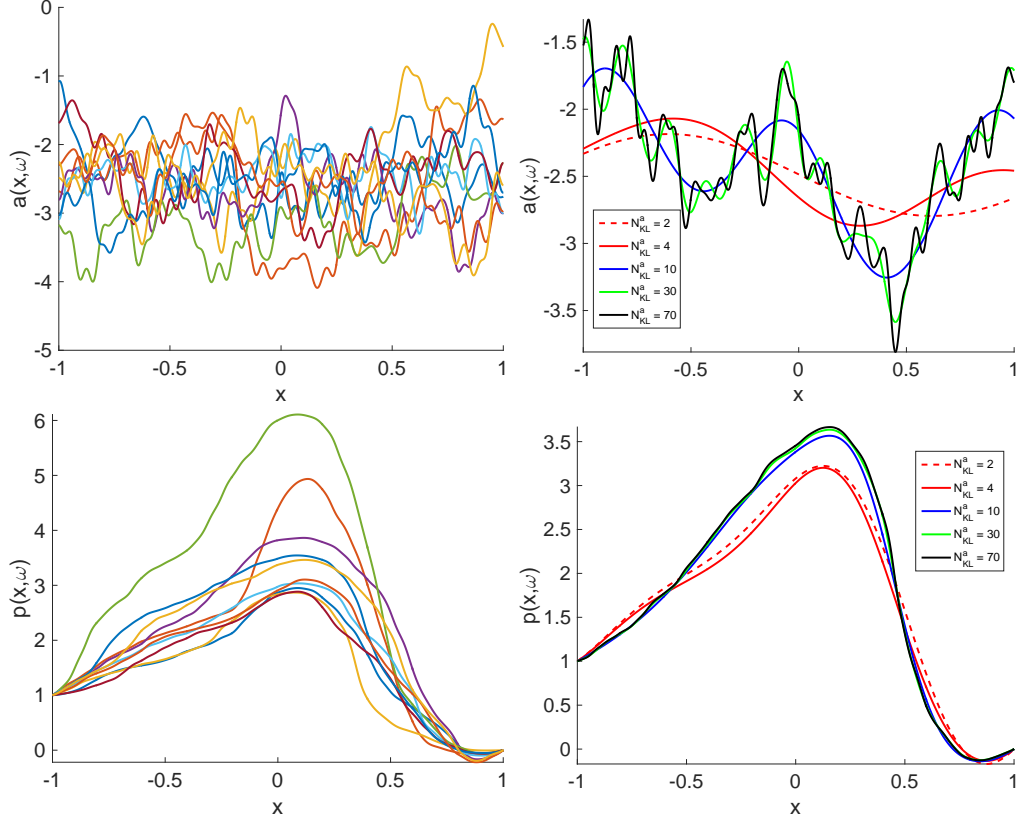 0
-1
-2
-3
-4
-5
a(x,ω)
-1 -0.5 0 0.5 1
x
-1.5
-2
-2.5
-3
-3.5
a(x,ω)
N^a_KL = 2
N^a_KL = 4
N^a_KL = 10
N^a_KL = 30
N^a_KL = 70
-1 -0.5 0 0.5 1
x
6
5
4
3
2
1
0
p(x,ω)
-1 -0.5 0 0.5 1
x
3.5
3
2.5
2
1.5
1
0.5
0
p(x,ω)
N^a_KL = 2
N^a_KL = 4
N^a_KL = 10
N^a_KL = 30
N^a_KL = 70
-1 -0.5 0 0.5 1
x